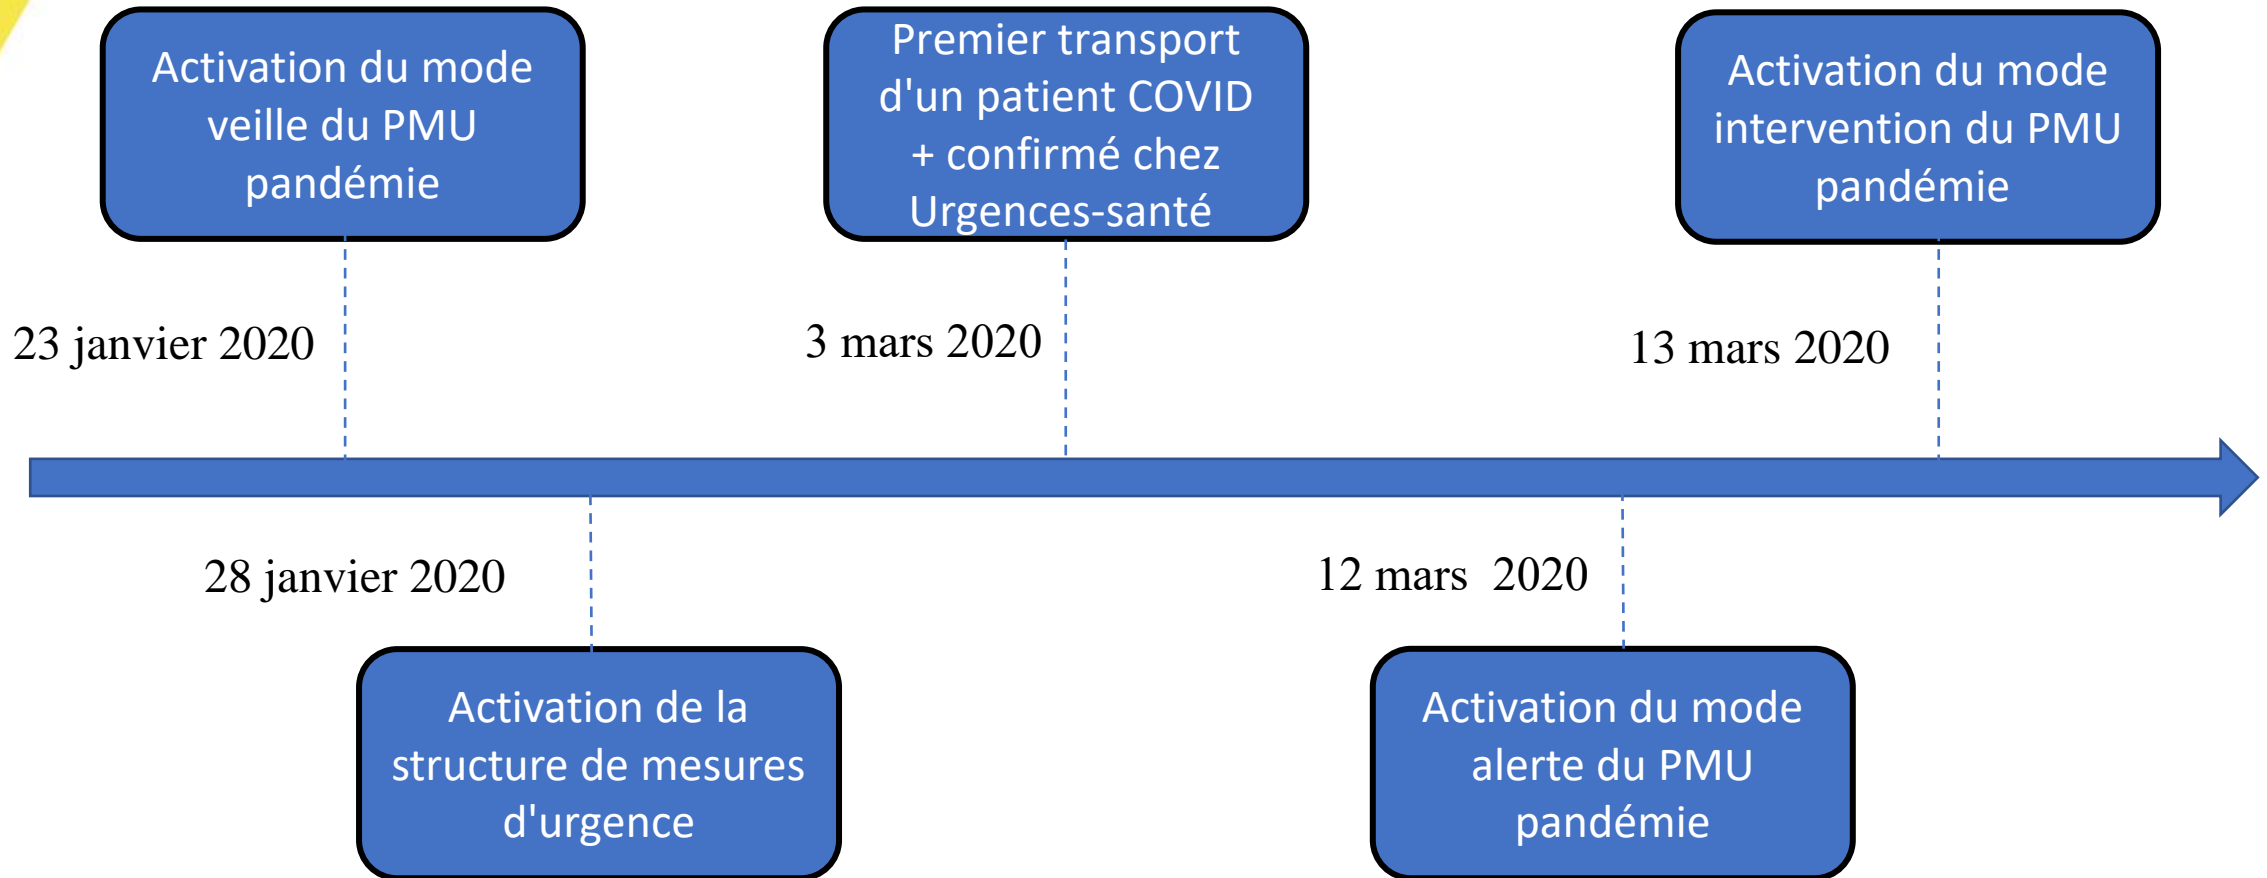 Activation du mode
veille du PMU
pandémie
Premier transport
d'un patient COVID
+ confirmé chez
Urgences-santé
Activation du mode
intervention du PMU
pandémie
23 janvier 2020
3 mars 2020
13 mars 2020
28 janvier 2020
12 mars  2020
Activation de la
structure de mesures
d'urgence
Activation du mode
alerte du PMU
pandémie